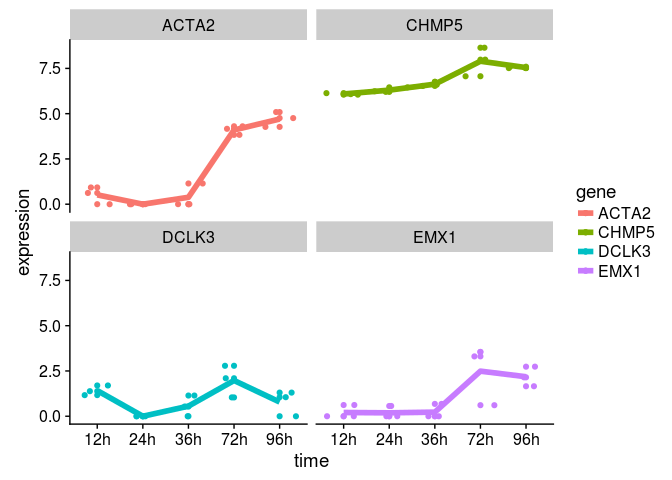 ACTA2 CHMP5
7.5
5.0
2.5
0.0
DCLK3 EMX1
7.5
5.0
2.5
0.0
12h 24h 36h 72h 96h 12h 24h 36h 72h 96h
time
expression
gene
ACTA2
CHMP5
DCLK3
EMX1